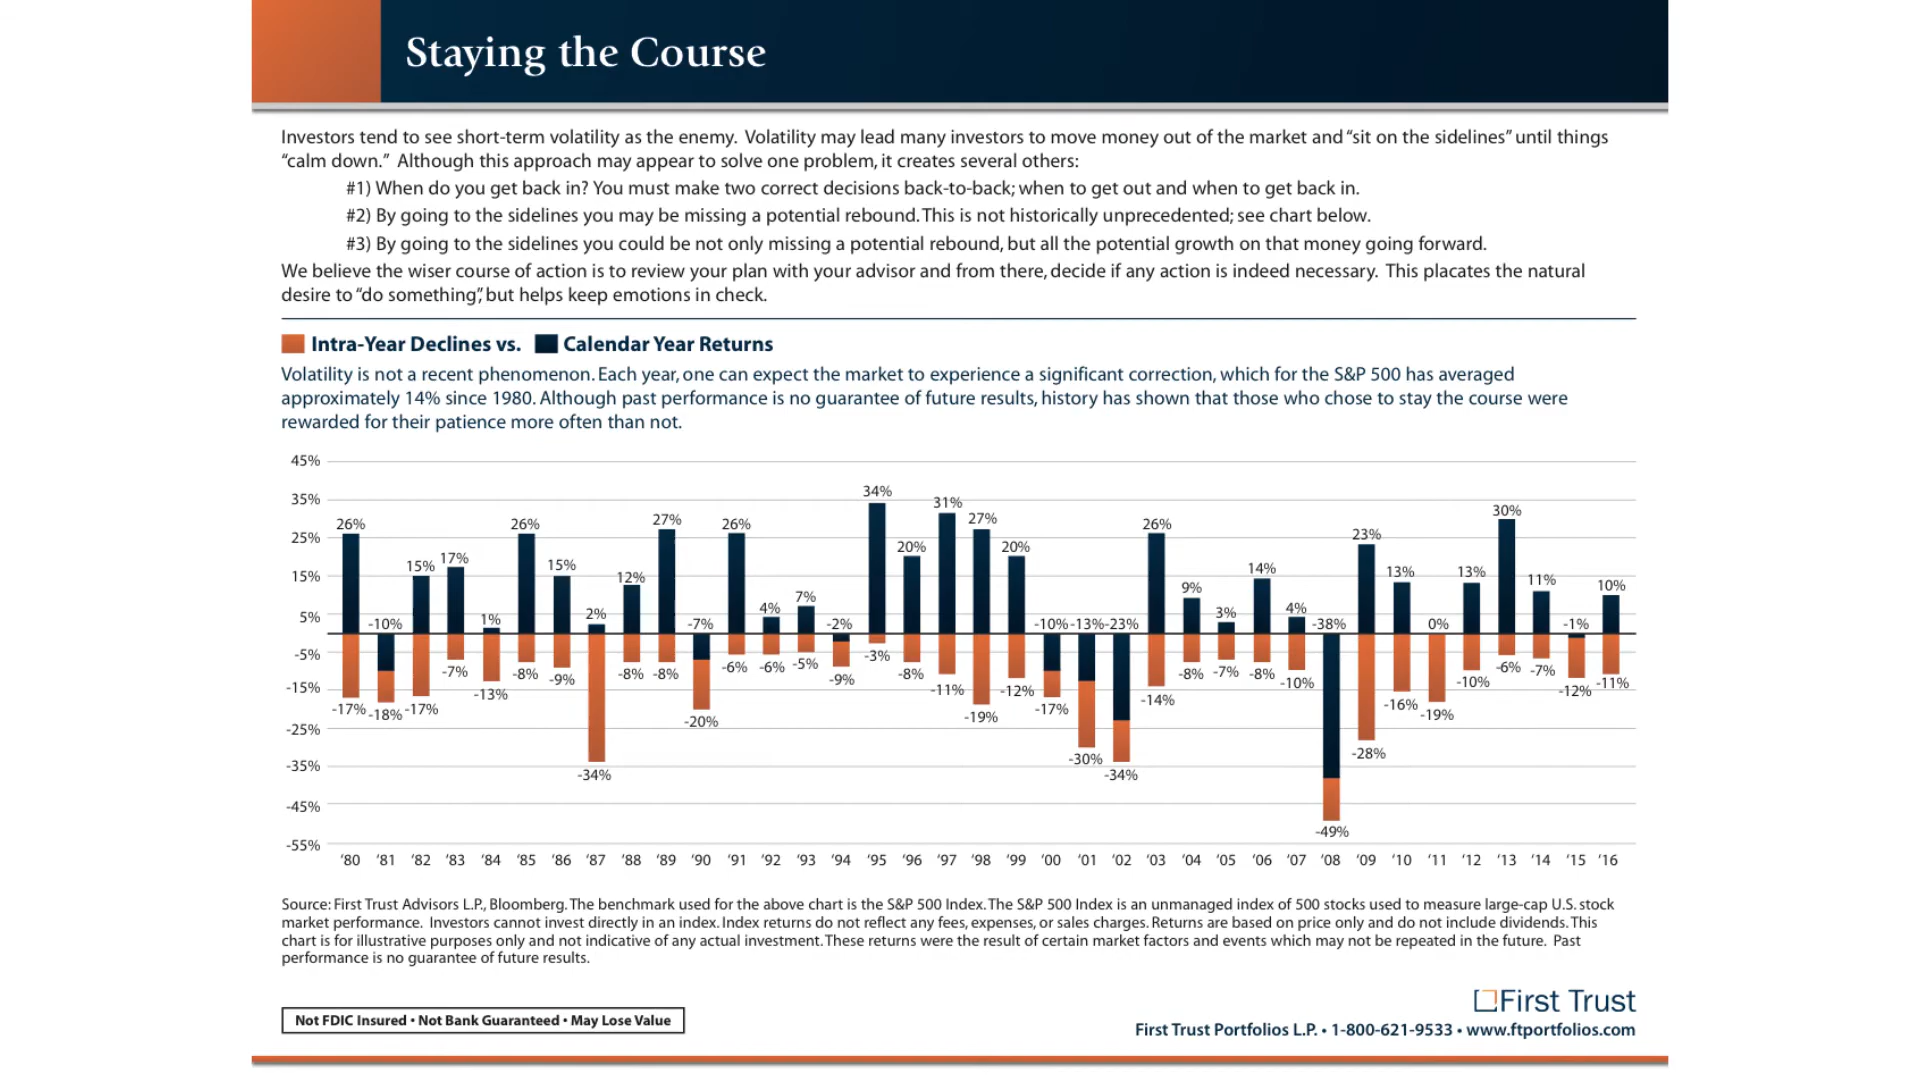 Staying the Course
Investors tend to see short-term volatility as the enemy. Volatility may lead many investors to move money out of the market and “sit on the sidelines” until things
“calm down.” Although this approach may appear to solve one problem, it creates several others:
#1) When do you get back in? You must make two correct decisions back-to-back; when to get out and when to get back in.
#2) By going to the sidelines you may be missing a potential rebound. This is not historically unprecedented; see chart below.
#3) By going to the sidelines you could be not only missing a potential rebound, but all the potential growth on that money going forward.
We believe the wiser course of action is to review your plan with your advisor and from there, decide if any action is indeed necessary. This placates the natural
desire to “do something”, but helps keep emotions in check.
Intra-Year Declines vs. Calendar Year Returns
Volatility is not a recent phenomenon. Each year, one can expect the market to experience a significant correction, which for the S&P 500 has averaged
approximately 14% since 1980. Although past performance is no guarantee of future results, history has shown that those who chose to stay the course were
rewarded for their patience more often than not.
45%
35%
25%
15%
5%
-5%
-15%
-25%
-35%
-45%
-55%
26% -10% 15% 17% 1% 26% 15% 2% 12% 27% -7% 26% 4% 7% -2% 34% 20% 31% 27% 20% -10% -13% -23% 26% 9% 3% 14% 4% -38% 23% 13% 0% 13% 30% 11% -1% 10%
-17% -18% -17% -7% -13% -8% -9% -34% -8% -8% -20% -6% -6% -5% -9% -3% -8% -11% -19% -12% -17% -30% -34% -14% -8% -7% -8% -10% -49% -28% -16% -19% -10% -6% -7% -12% -11%
’80 ’81 ’82 ’83 ’84 ’85 ’86 ’87 ’88 ’89 ’90 ’91 ’92 ’93 ’94 ’95 ’96 ’97 ’98 ’99 ’00 ’01 ’02 ’03 ’04 ’05 ’06 ’07 ’08 ’09 ’10 ’11 ’12 ’13 ’14 ’15 ’16
Source: First Trust Advisors L.P., Bloomberg. The benchmark used for the above chart is the S&P 500 Index. The S&P 500 Index is an unmanaged index of 500 stocks used to measure large-cap U.S. stock
market performance. Investors cannot invest directly in an index. Index returns do not reflect any fees, expenses, or sales charges. Returns are based on price only and do not include dividends. This
chart is for illustrative purposes only and not indicative of any actual investment. These returns were the result of certain market factors and events which may not be repeated in the future. Past
performance is no guarantee of future results.
Not FDIC Insured • Not Bank Guaranteed • May Lose Value
First Trust
First Trust Portfolios L.P. • 1-800-621-9533 • www.ftportfolios.com